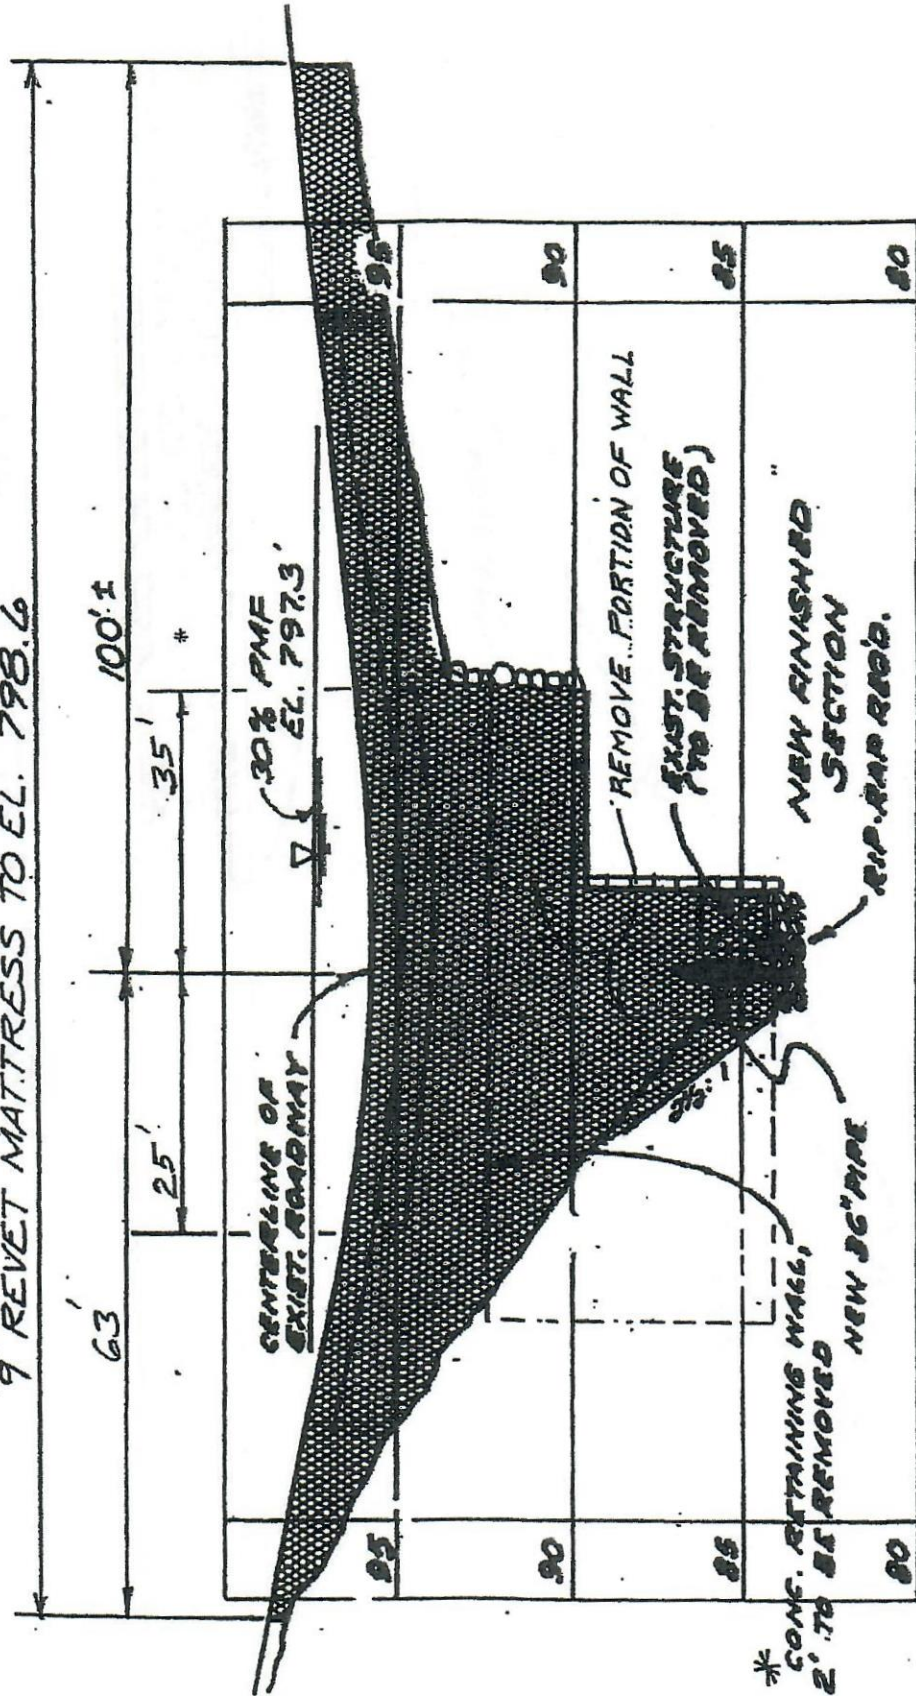 9 REVET MATTRESS TO EL. 798.6
63'
100'±
25'
35'
*
CENTERLINE OF
EXIST. ROADWAY
30% PMF
EL. 797.3'
95
95
90
90
85
85
80
80
REMOVE PORTION OF WALL
EXIST. STRUCTURE
(TO BE REMOVED)
NEW FINISHED
SECTION
RIP-RAP REQ'D.
*
CONC. RETAINING WALL,
2' TO BE REMOVED
NEW 36" PIPE